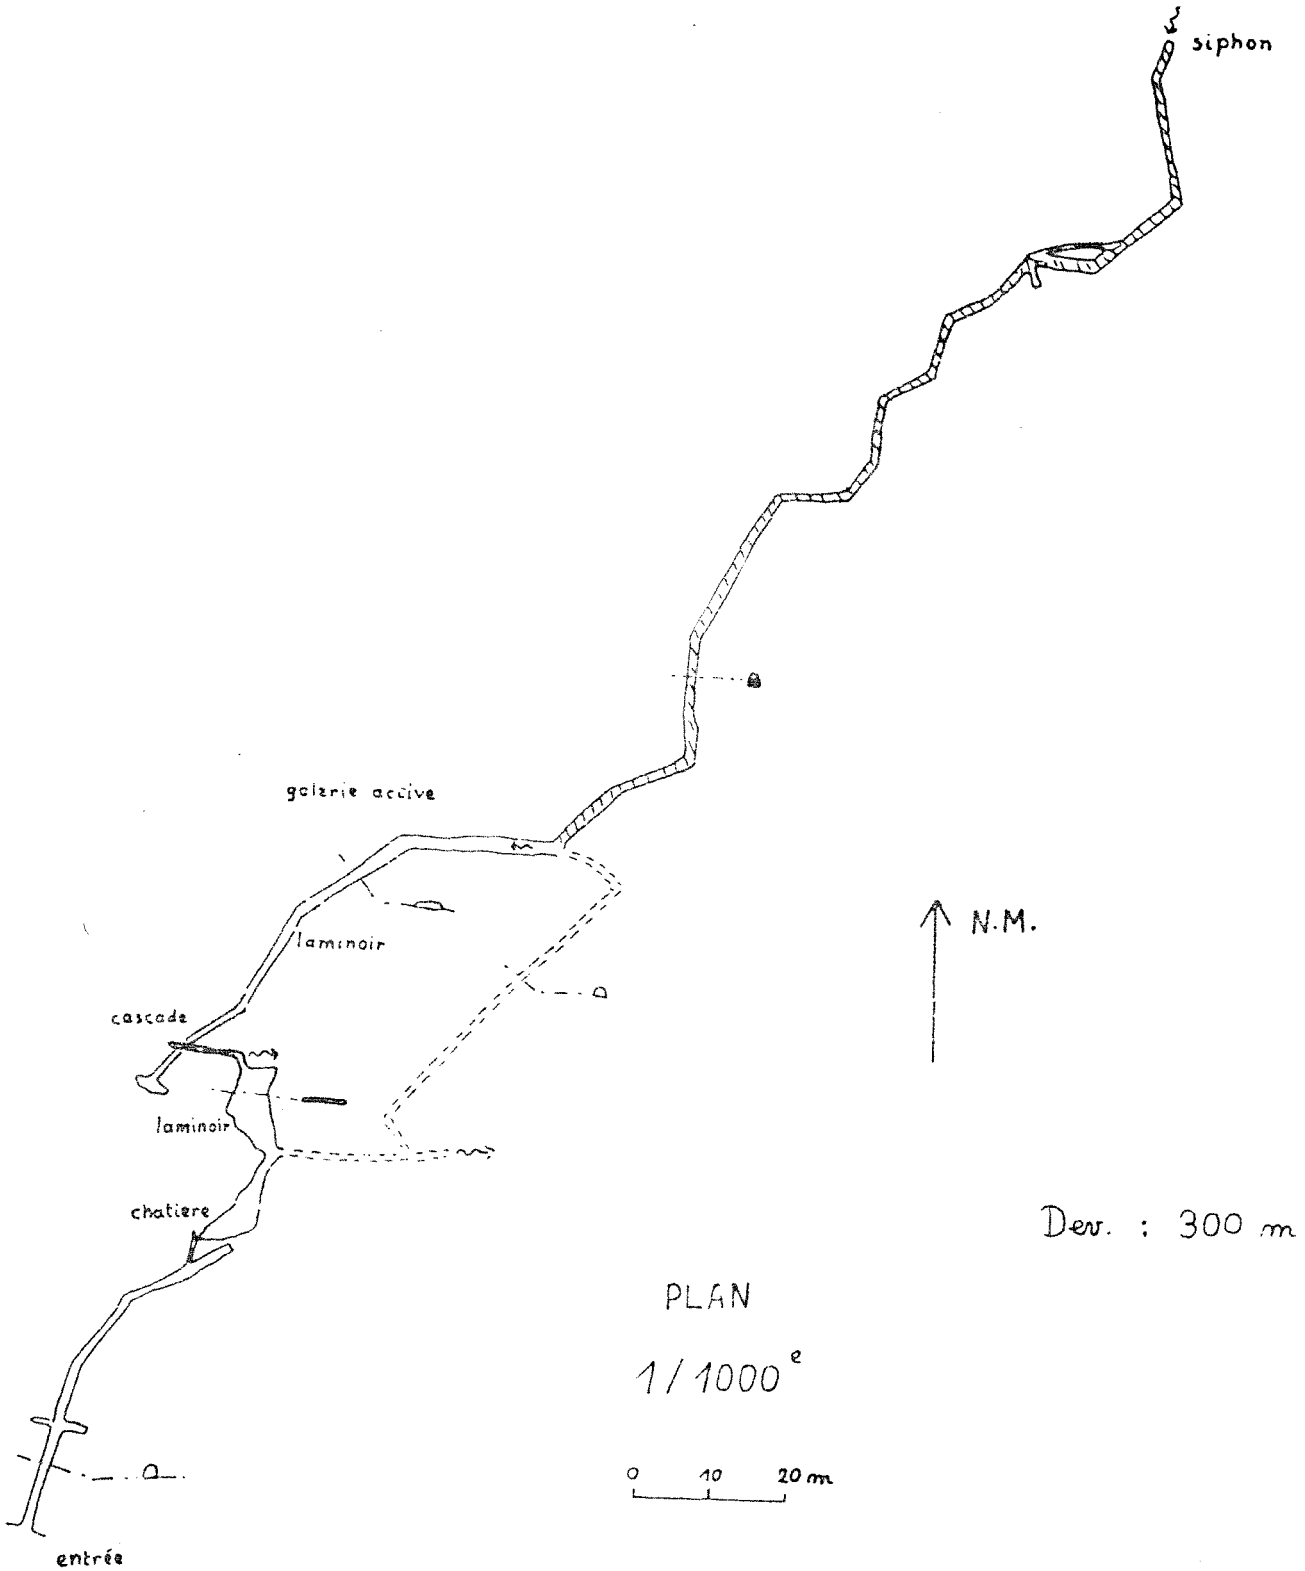 siphon
galerie active
laminoir
N.M.
cascade
laminoir
chatiere
Dev. : 300 m
PLAN
1/1000e
0 10 20 m
entrée